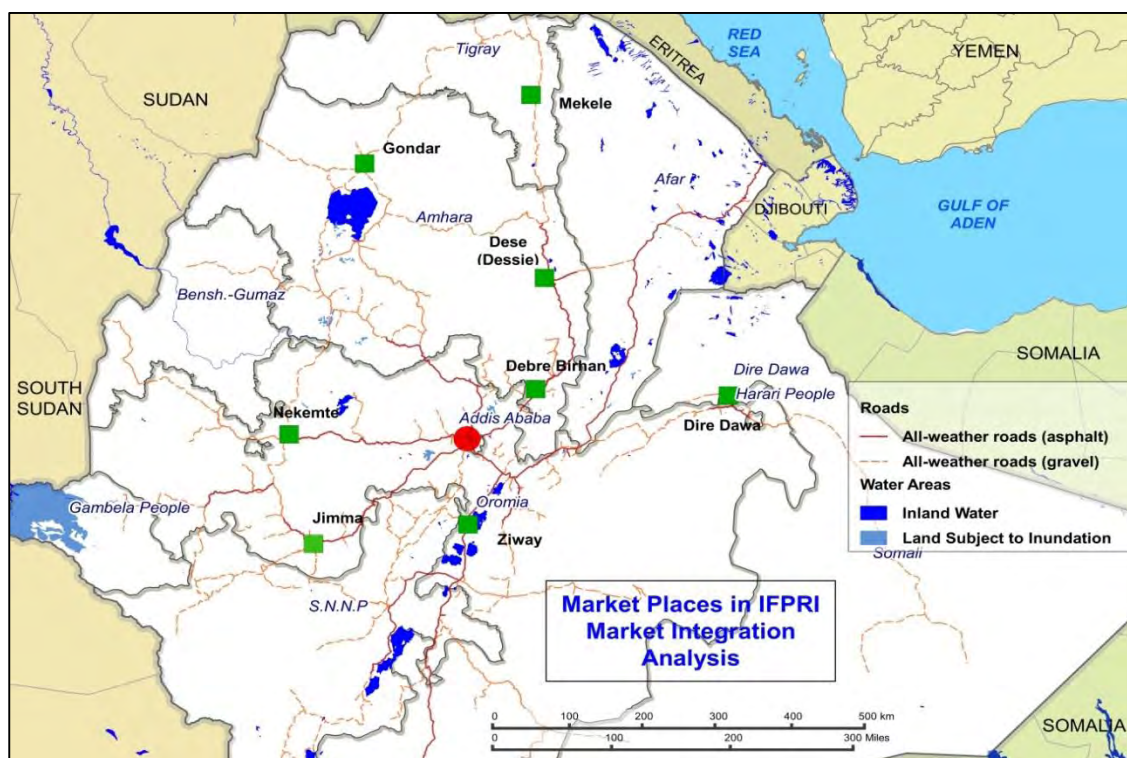 RED
SEA
YEMEN
ERITREA
Tigray
SUDAN
Mekele
Gondar
Afar
DJIBOUTI
Amhara
GULF OF
ADEN
Dese
(Dessie)
Bensh.-Gumaz
SOMALIA
Debre Birhan
Dire Dawa
SOUTH
SUDAN
Harari People
Nekemte
Addis Ababa
Dire Dawa
Roads
All-weather roads (asphalt)
All-weather roads (gravel)
Water Areas
Inland Water
Land Subject to Inundation
Gambela People
Oromia
Jimma
Ziway
Somali
S.N.N.P
Market Places in IFPRI
Market Integration
Analysis
0 100 200 300 400 500 km
0 100 200 300 Miles
SOMALIA